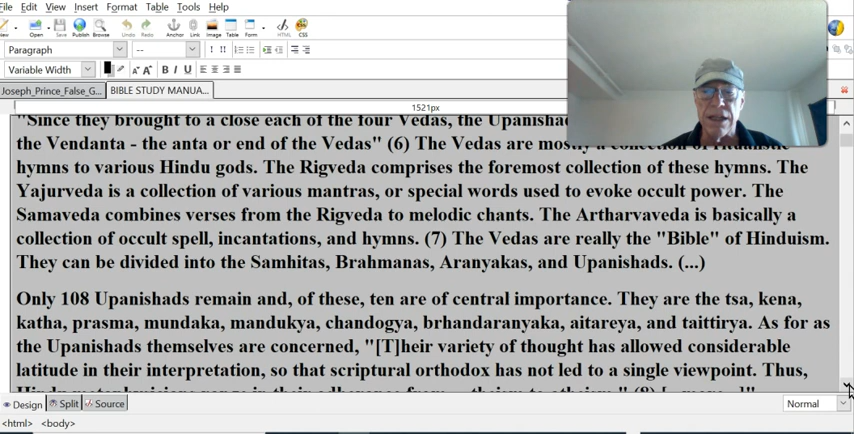 File Edit View Insert Format Table Tools Help
Open Save Publish Browse Undo Redo Anchor Link Image Table Form HTML CSS
Paragraph --
Variable Width A A B I U
Joseph_Prince_False_G... BIBLE STUDY MANUA...
1521px
"Since they brought to a close each of the four Vedas, the Upanishads
the Vendanta - the anta or end of the Vedas" (6) The Vedas are mostly a collection of ritualistic
hymns to various Hindu gods. The Rigveda comprises the foremost collection of these hymns. The
Yajurveda is a collection of various mantras, or special words used to evoke occult power. The
Samaveda combines verses from the Rigveda to melodic chants. The Artharvaveda is basically a
collection of occult spell, incantations, and hymns. (7) The Vedas are really the "Bible" of Hinduism.
They can be divided into the Samhitas, Brahmanas, Aranyakas, and Upanishads. (...)
Only 108 Upanishads remain and, of these, ten are of central importance. They are the tsa, kena,
katha, prasma, mundaka, mandukya, chandogya, brhandaranyaka, aitareya, and taittirya. As for as
the Upanishads themselves are concerned, "[T]heir variety of thought has allowed considerable
latitude in their interpretation, so that scriptural orthodox has not led to a single viewpoint. Thus,
Design Split Source Normal
<html> <body>